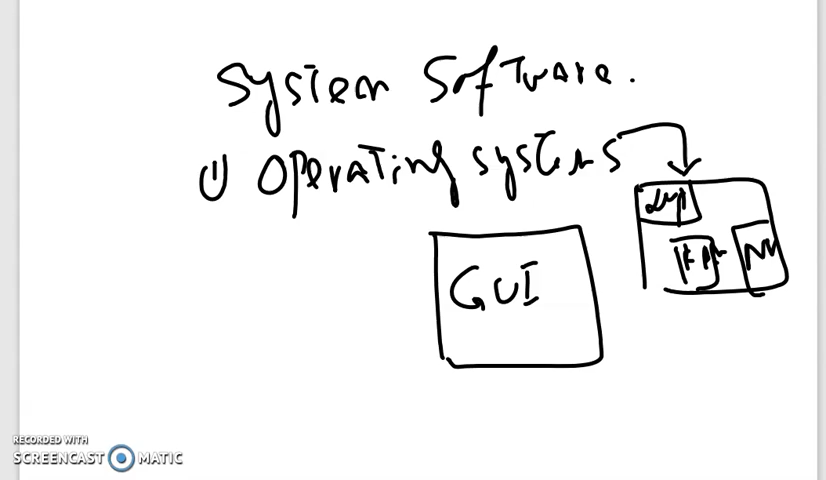 System Software.
1) Operating systems
GUI
RECORDED WITH
SCREENCAST MATIC